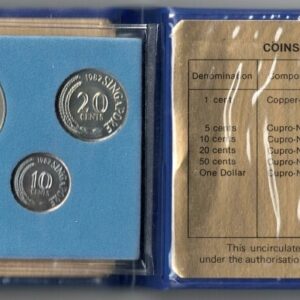 1982 SINGAPORE
20
CENTS
1982 SINGAPORE
10
CENTS
COINS
Denomination Compo
1 cent Copper
5 cents Cupro-N
10 cents Cupro-N
20 cents Cupro-N
50 cents Cupro-N
One Dollar Cupro-N
This uncirculate
under the authorisatio